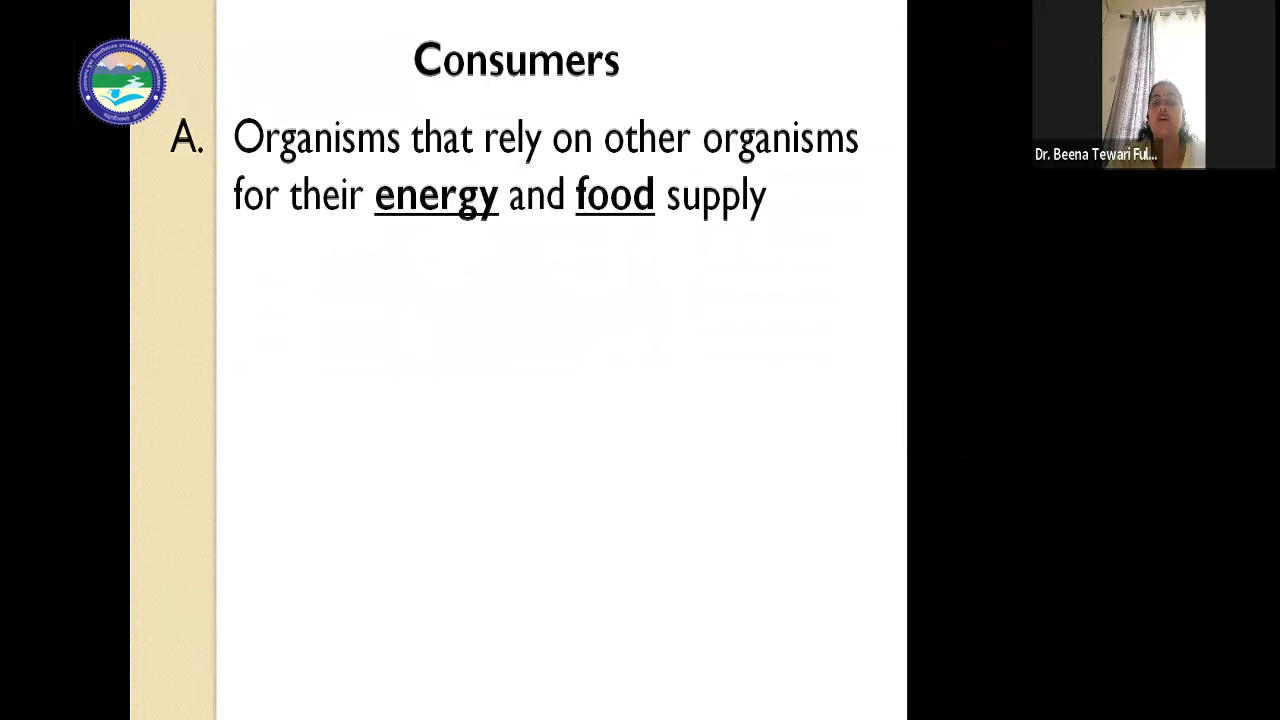 Consumers
A. Organisms that rely on other organisms
for their energy and food supply
Dr. Beena Tewari Ful...